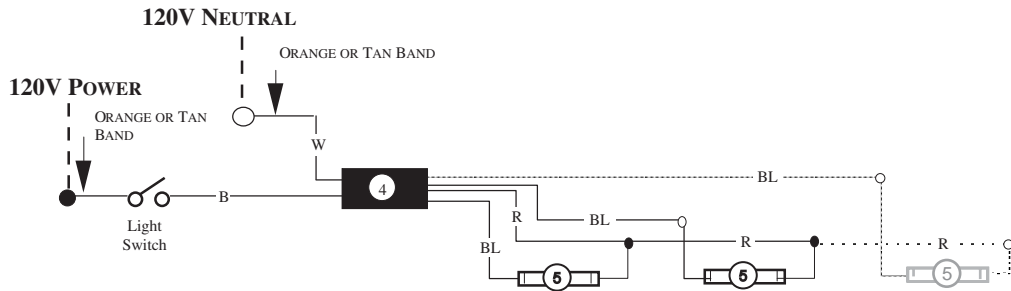 120V NEUTRAL
ORANGE OR TAN BAND
120V POWER
ORANGE OR TAN
BAND
W
4
BL
B
R
BL
Light
Switch
BL
R
R
5
5
5